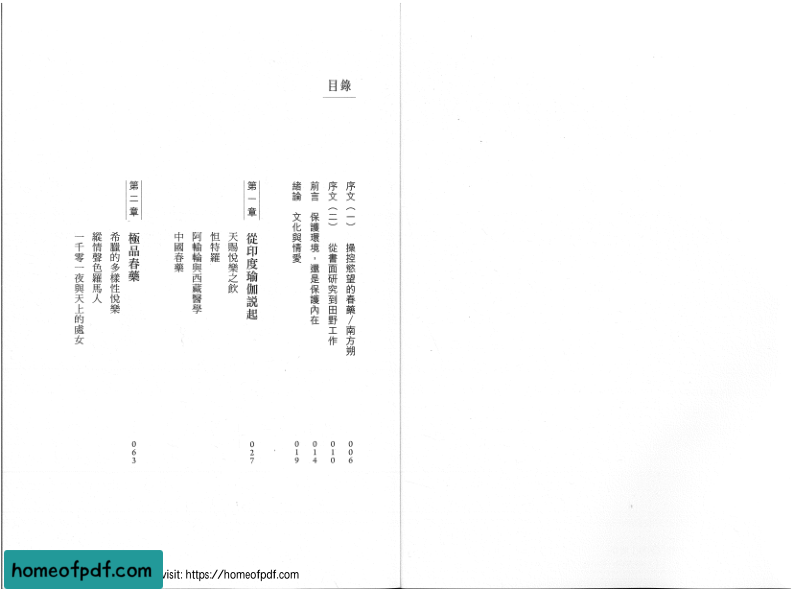 目錄
序文（一） 操控慾望的春藥/南方朔 006
序文（二） 從書面研究到田野工作 010
前言 保護環境，還是保護內在 014
緒論 文化與情愛 019
第一章 從印度瑜伽說起 027
天賜悅樂之飲
怛特羅
阿輸輪與西藏醫學
中國春藥
第二章 極品春藥 063
希臘的多樣性悅樂
縱情聲色羅馬人
一千零一夜與天上的處女
homeofpdf.com
visit: https://homeofpdf.com